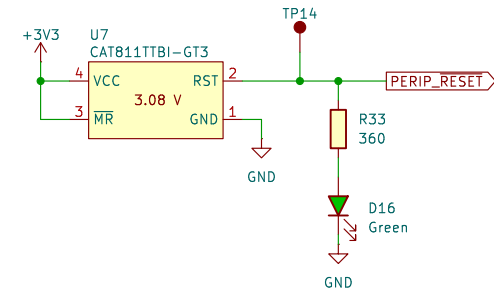 TP14
+3V3
U7
CAT811TTBI-GT3
4
VCC
RST
2
3.08 V
3
MR
GND
1
PERIP_RESET
R33
360
GND
D16
Green
GND